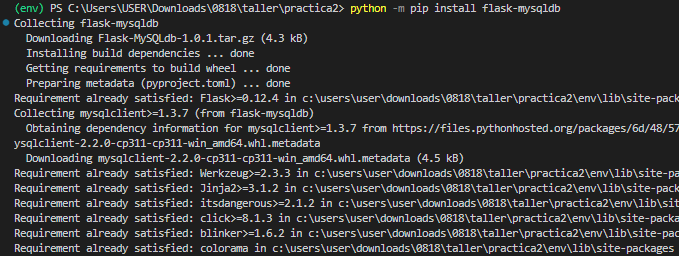 (env) PS C:\Users\USER\Downloads\0818\taller\practica2> python -m pip install flask-mysqldb
Collecting flask-mysqldb
Downloading Flask-MySQLdb-1.0.1.tar.gz (4.3 kB)
Installing build dependencies ... done
Getting requirements to build wheel ... done
Preparing metadata (pyproject.toml) ... done
Requirement already satisfied: Flask>=0.12.4 in c:\users\user\downloads\0818\taller\practica2\env\lib\site-pack
Collecting mysqlclient>=1.3.7 (from flask-mysqldb)
Obtaining dependency information for mysqlclient>=1.3.7 from https://files.pythonhosted.org/packages/6d/48/57
ysqlclient-2.2.0-cp311-cp311-win_amd64.whl.metadata
Downloading mysqlclient-2.2.0-cp311-cp311-win_amd64.whl.metadata (4.5 kB)
Requirement already satisfied: Werkzeug>=2.3.3 in c:\users\user\downloads\0818\taller\practica2\env\lib\site-pa
Requirement already satisfied: Jinja2>=3.1.2 in c:\users\user\downloads\0818\taller\practica2\env\lib\site-pack
Requirement already satisfied: itsdangerous>=2.1.2 in c:\users\user\downloads\0818\taller\practica2\env\lib\sit
Requirement already satisfied: click>=8.1.3 in c:\users\user\downloads\0818\taller\practica2\env\lib\site-packa
Requirement already satisfied: blinker>=1.6.2 in c:\users\user\downloads\0818\taller\practica2\env\lib\site-pac
Requirement already satisfied: colorama in c:\users\user\downloads\0818\taller\practica2\env\lib\site-packages